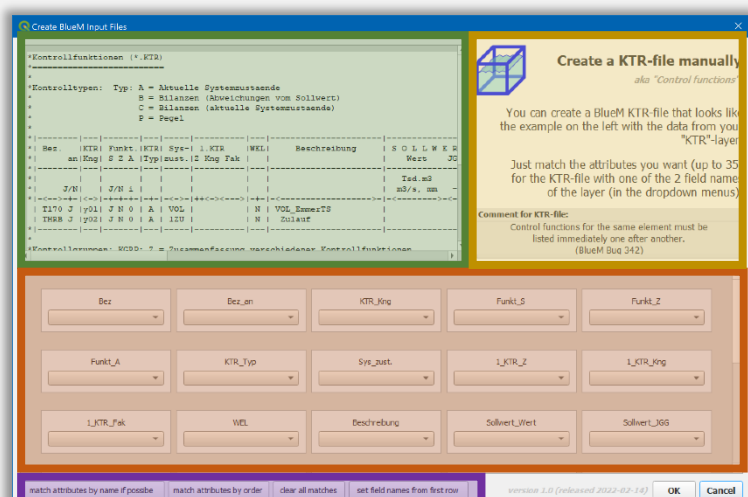 Create BlueM Input Files
*Kontrollfunktionen (*.KTR)
*==========================
*
*Kontrolltypen: Typ: A = Aktuelle Systemzustaende
* B = Bilanzen (Abweichungen vom Sollwert)
* C = Bilanzen (aktuelle Systemzustaende)
* P = Pegel
*
*| Bez. |KTR| Funkt.|KTR| Sys-| 1.KTR |WEL| Beschreibung | S O L L W E R
*| an|Kng| S Z A |Typ|zust.|Z Kng Fak | | | Wert JG
*| | | | | | | | | Tsd.m3
*| J/N| | J/N i | | | | | | m3/s, mm
| T170 J |y01| J N 0 | A | VOL | | N | VOL_EmmerTS |
| THRB J |y02| J N 0 | A | 1ZU | | N | Zulauf |
*
*Kontrollgruppen: KGRP: Z = Zusammenfassung verschiedener Kontrollfunktionen
Create a KTR-file manually
aka "Control functions"
You can create a BlueM KTR-file that looks like
the example on the left with the data from you
"KTR"-layer
Just match the attributes you want (up to 35)
for the KTR-file with one of the 2 field name
of the layer (in the dropdown menus)
Comment for KTR-file:
Control functions for the same element must be
listed immediately one after another.
(BlueM Bug 342)
Bez Bez_an KTR_Kng Funkt_S Funkt_Z
Funkt_A KTR_Typ Sys_zust. 1_KTR_Z 1_KTR_Kng
1_KTR_Fak WEL Beschreibung Sollwert_Wert Sollwert_JGG
match attributes by name if possibe match attributes by order clear all matches set field names from first row version 1.0 (released 2022-02-14) OK Cancel